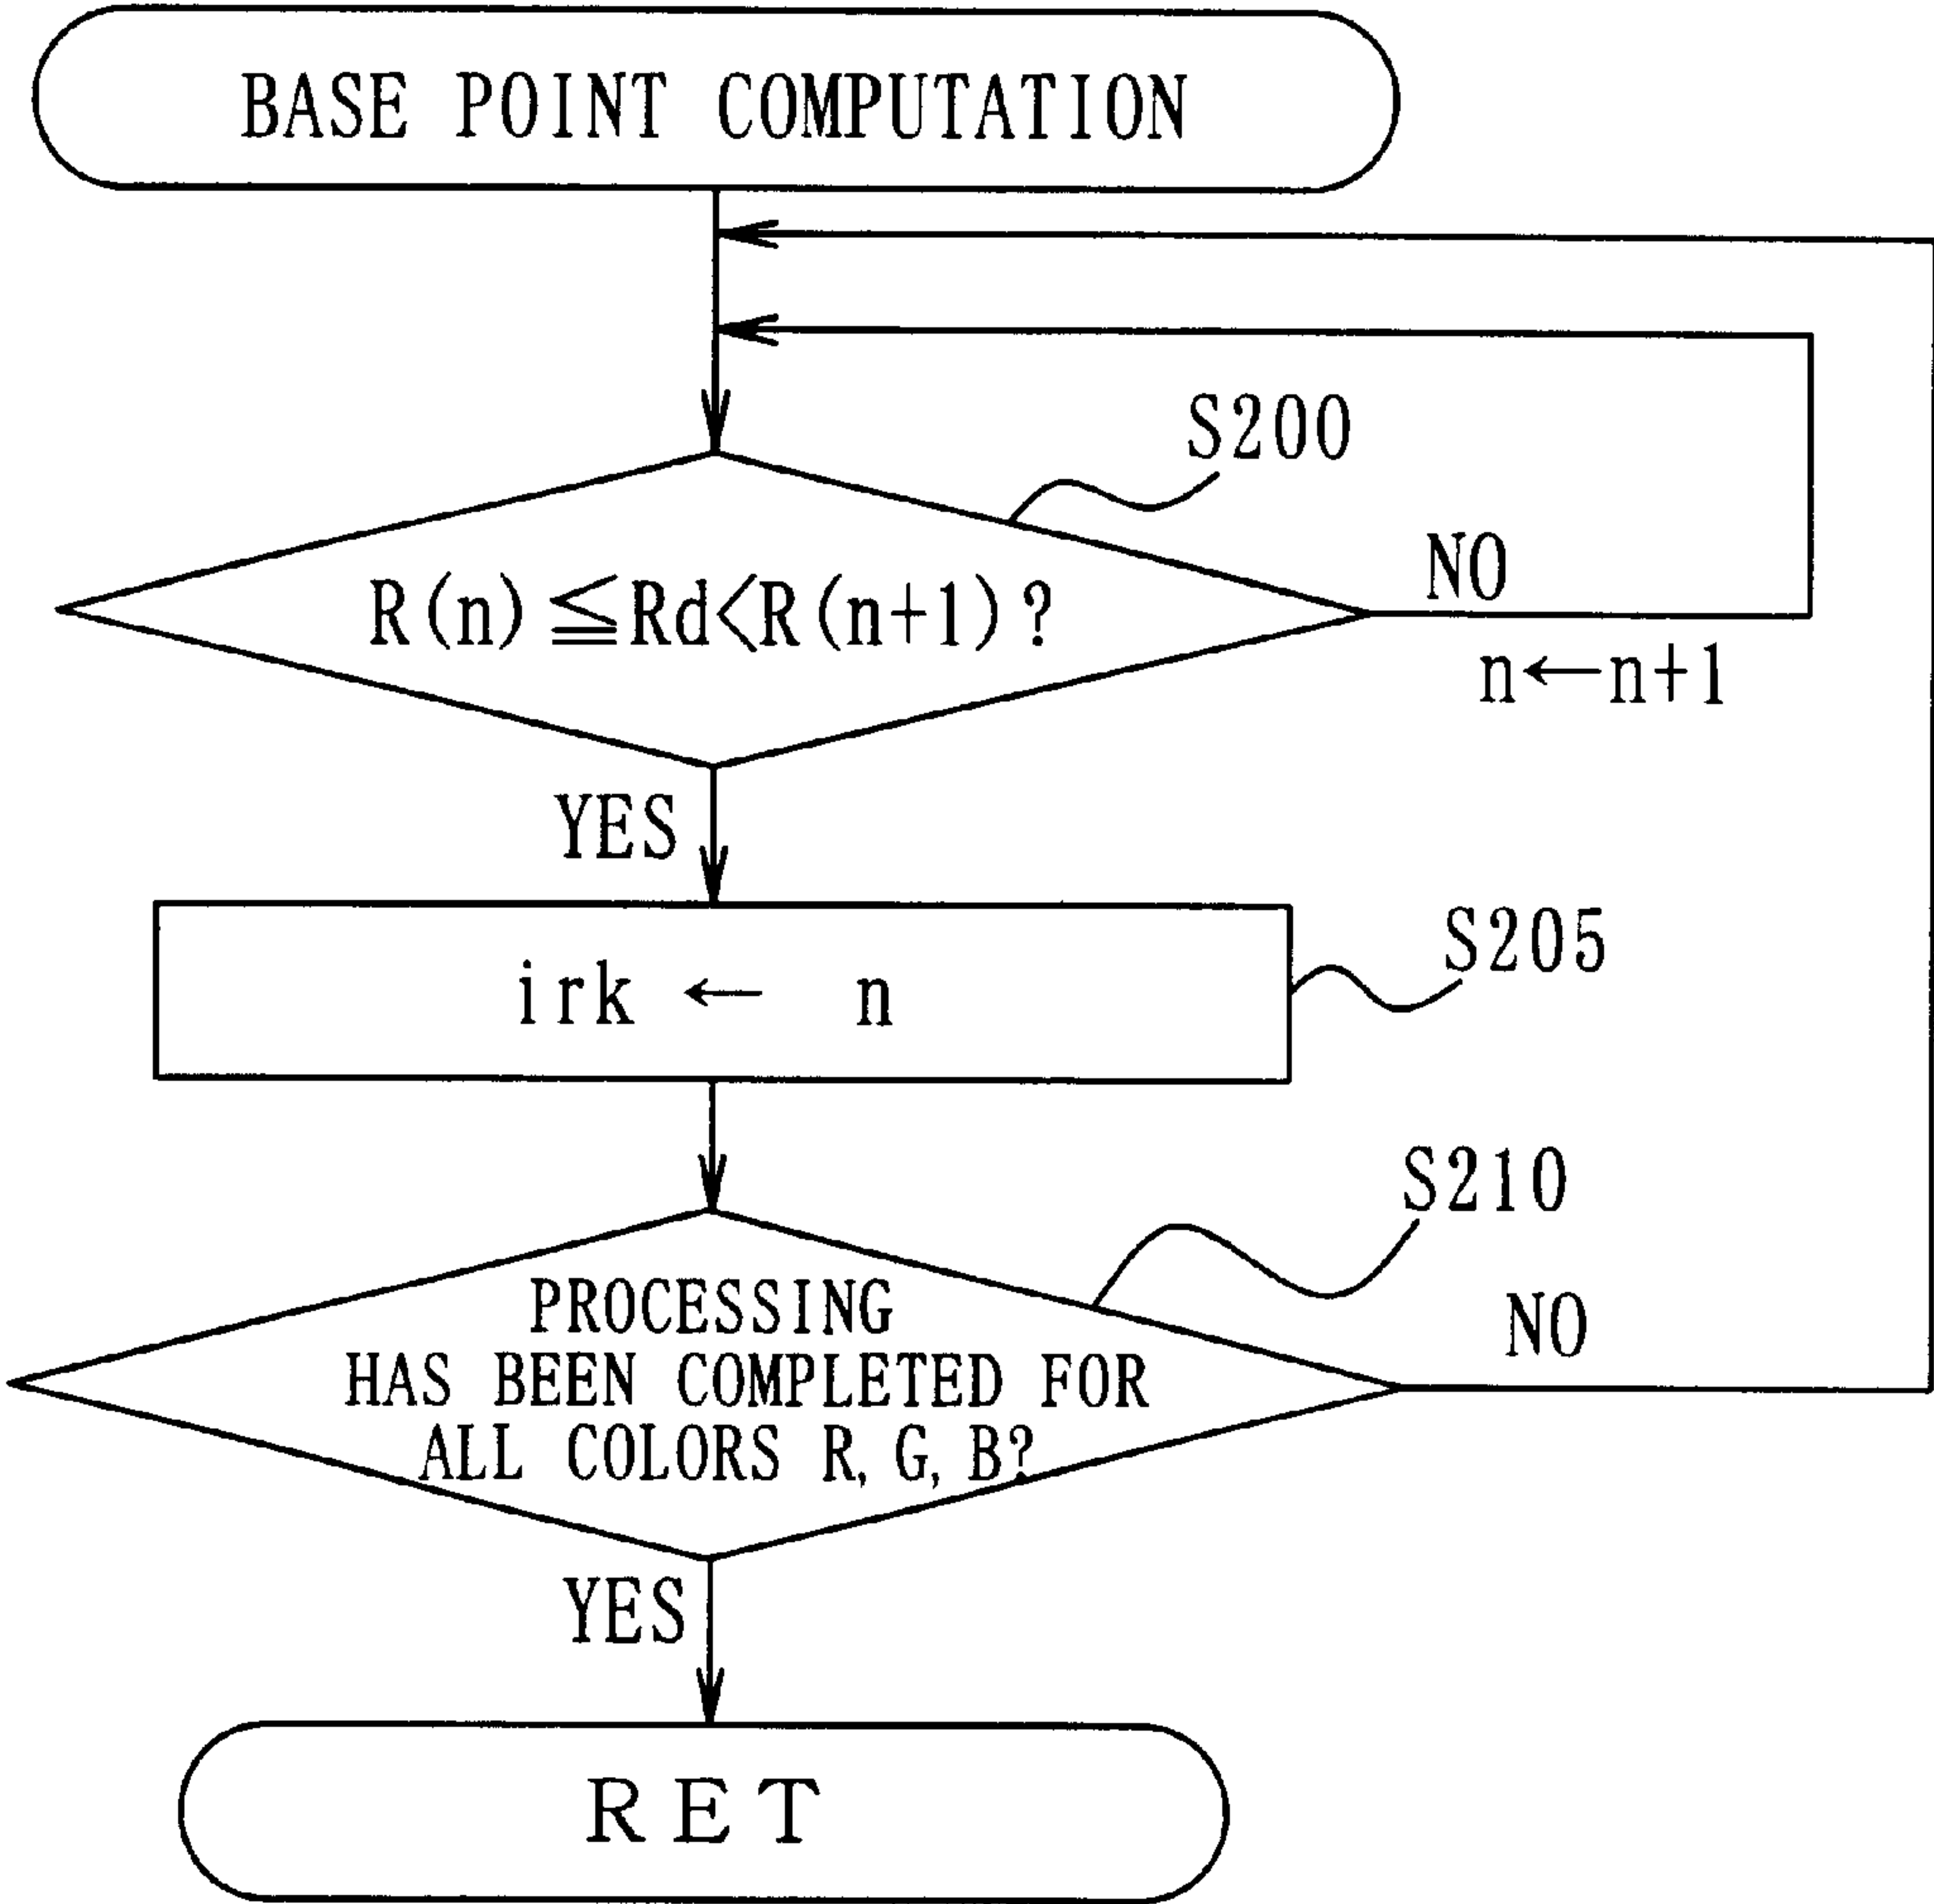 BASE POINT COMPUTATION
S200
R(n)≦Rd<R(n+1)?
NO
n←n+1
YES
irk ← n
S205
S210
PROCESSING
HAS BEEN COMPLETED FOR
ALL COLORS R, G, B?
NO
YES
RET